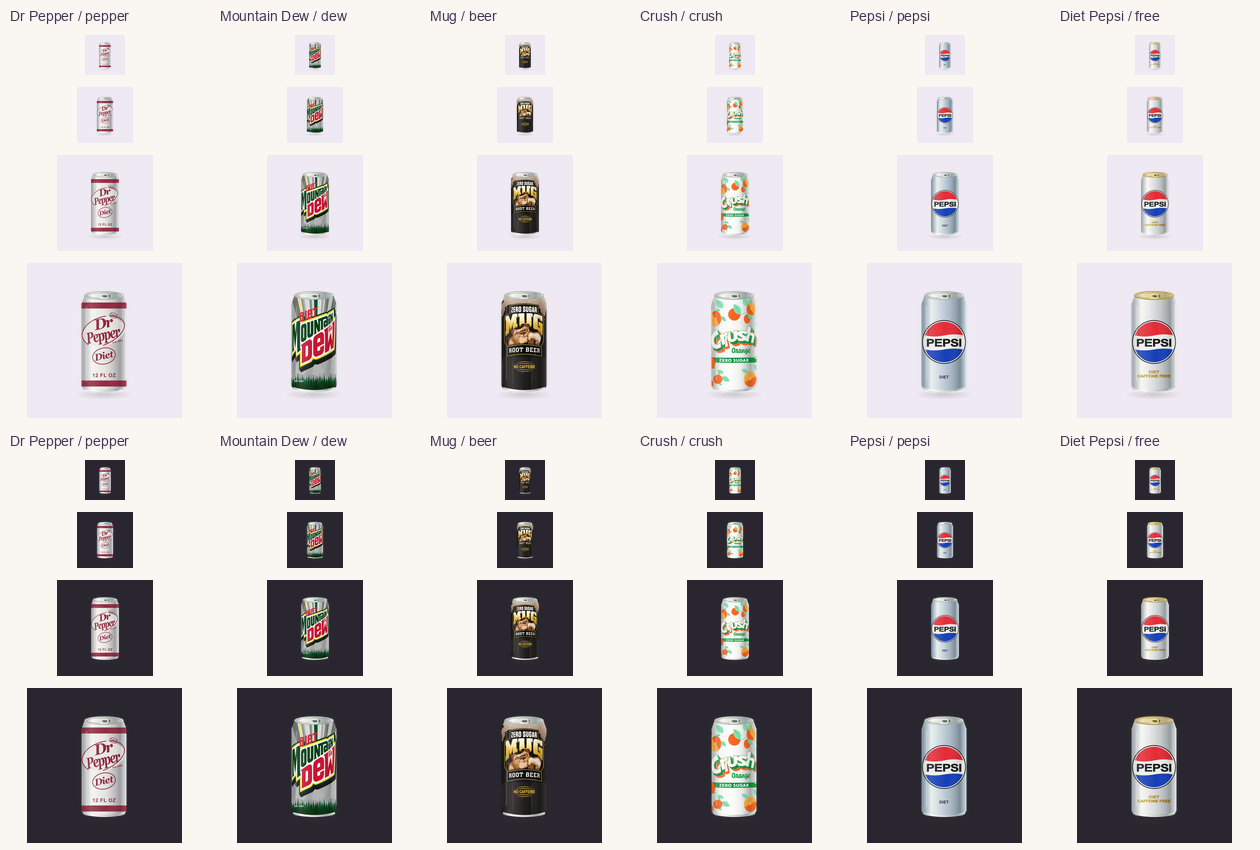 Dr Pepper / pepper
Mountain Dew / dew
Mug / beer
Crush / crush
Pepsi / pepsi
Diet Pepsi / free
Dr Pepper
Diet
12 FL OZ
DIET
Mountain
Dew
ZERO SUGAR
MUG
ROOT BEER
NO CAFFEINE
Crush
Orange
ZERO SUGAR
PEPSI
DIET
PEPSI
DIET
CAFFEINE FREE
Dr Pepper / pepper
Mountain Dew / dew
Mug / beer
Crush / crush
Pepsi / pepsi
Diet Pepsi / free
Dr Pepper
Diet
12 FL OZ
DIET
Mountain
Dew
ZERO SUGAR
MUG
ROOT BEER
NO CAFFEINE
Crush
Orange
ZERO SUGAR
PEPSI
DIET
PEPSI
DIET
CAFFEINE FREE